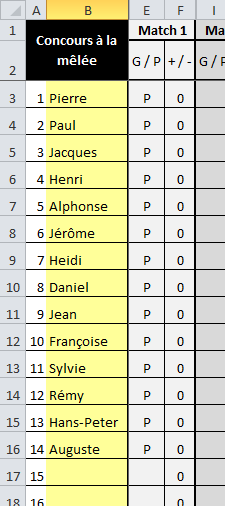 A B E F I
1 Concours à la mêlée Match 1 Ma
2 G / P + / - G / P
3 1 Pierre P 0
4 2 Paul P 0
5 3 Jacques P 0
6 4 Henri P 0
7 5 Alphonse P 0
8 6 Jérôme P 0
9 7 Heidi P 0
10 8 Daniel P 0
11 9 Jean P 0
12 10 Françoise P 0
13 11 Sylvie P 0
14 12 Rémy P 0
15 13 Hans-Peter P 0
16 14 Auguste P 0
17 15 0
18 16 0